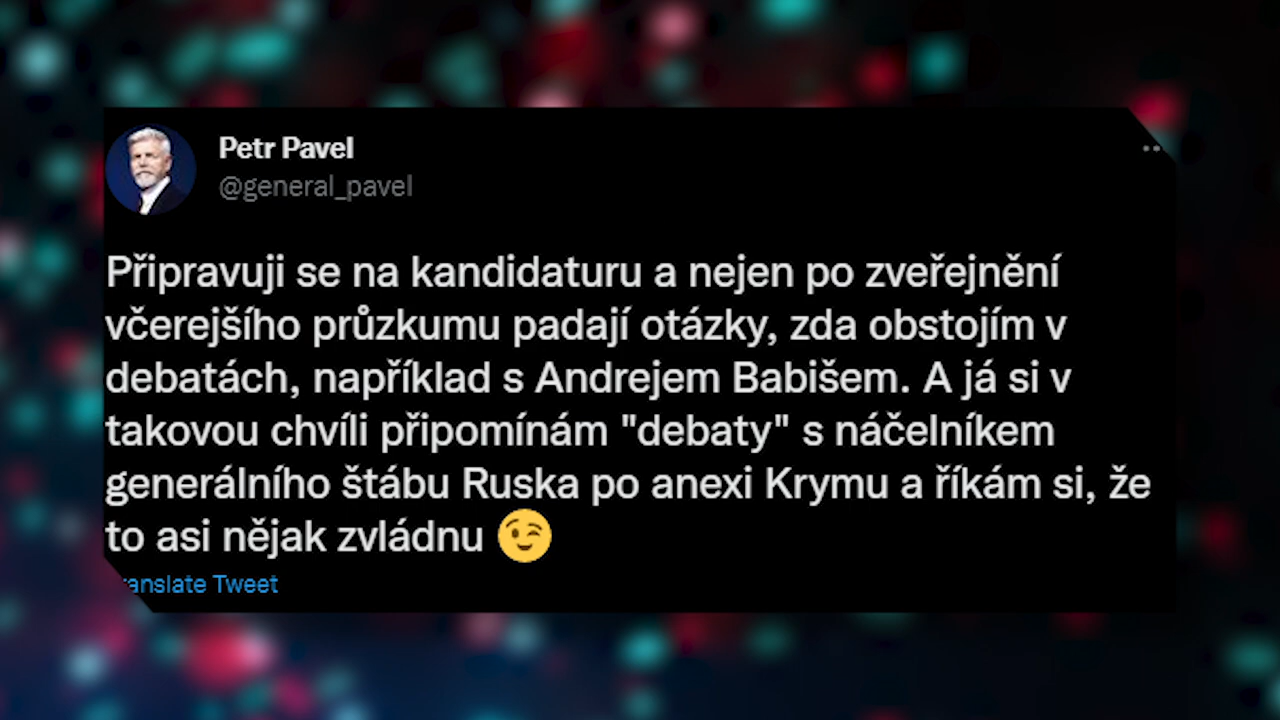 Petr Pavel
@general_pavel
Připravuji se na kandidaturu a nejen po zveřejnění
včerejšího průzkumu padají otázky, zda obstojím v
debatách, například s Andrejem Babišem. A já si v
takovou chvíli připomínám "debaty" s náčelníkem
generálního štábu Ruska po anexi Krymu a říkám si, že
to asi nějak zvládnu 😉
ranslate Tweet